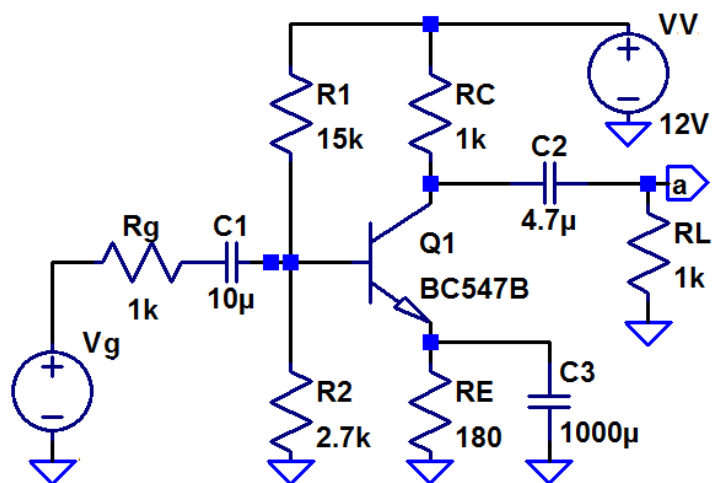 VV
12V
R1
15k
RC
1k
C2
4.7µ
a
RL
1k
Rg
1k
C1
10µ
Q1
BC547B
Vg
R2
2.7k
RE
180
C3
1000µ